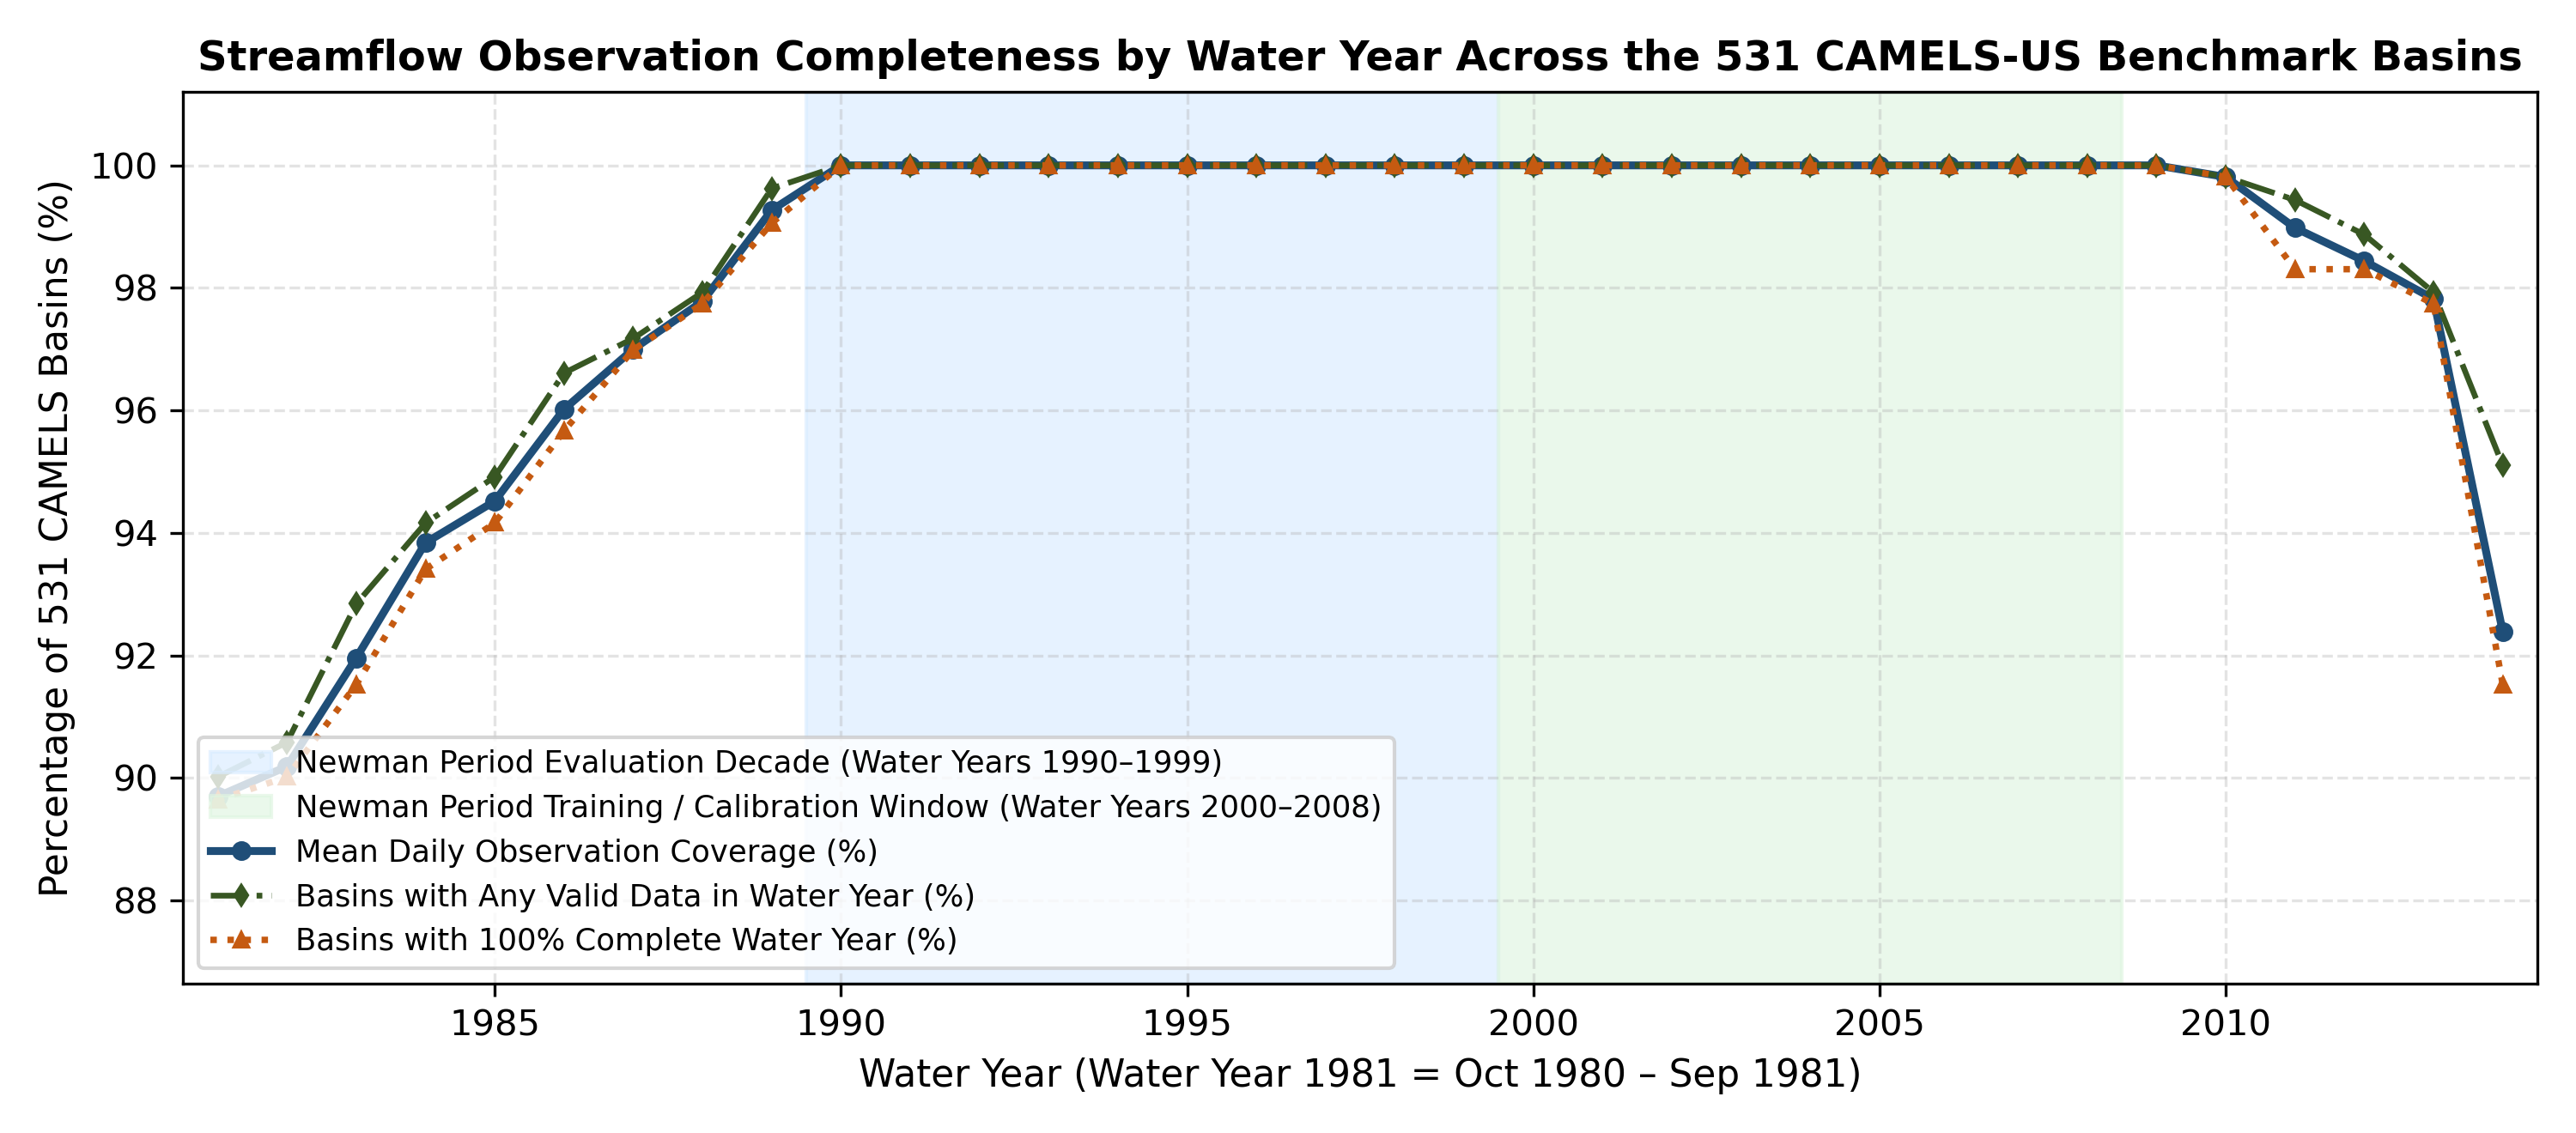 Streamflow Observation Completeness by Water Year Across the 531 CAMELS-US Benchmark Basins
Percentage of 531 CAMELS Basins (%)
100
98
96
94
92
90
88
Newman Period Evaluation Decade (Water Years 1990–1999)
Newman Period Training / Calibration Window (Water Years 2000–2008)
Mean Daily Observation Coverage (%)
Basins with Any Valid Data in Water Year (%)
Basins with 100% Complete Water Year (%)
1985 1990 1995 2000 2005 2010
Water Year (Water Year 1981 = Oct 1980 – Sep 1981)